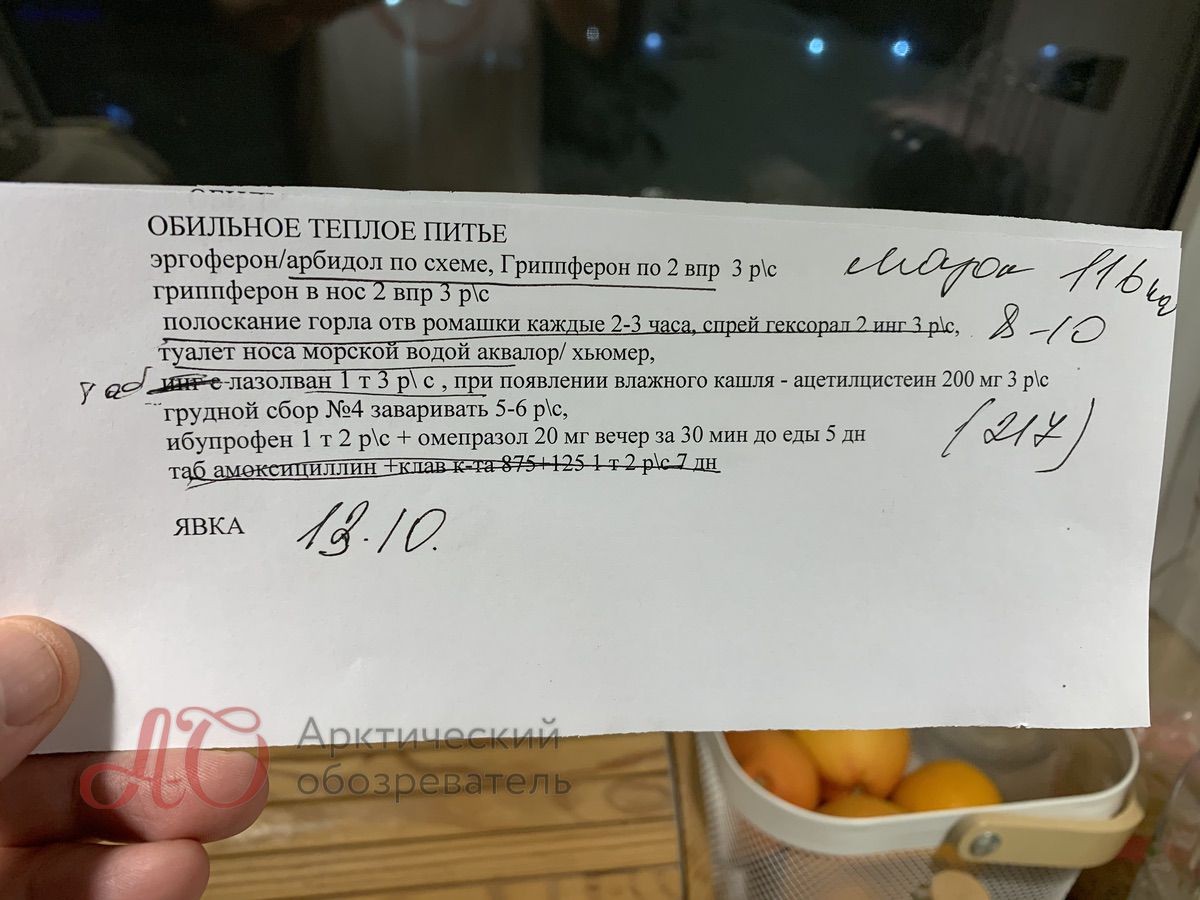 ОБИЛЬНОЕ ТЕПЛОЕ ПИТЬЕ
эргоферон/арбидол по схеме, Гриппферон по 2 впр 3 р\с
гриппферон в нос 2 впр 3 р\с
116
полоскание горла отв ромашки каждые 2-3 часа, спрей гексорал 2 инг 3 р\с,
8-10
туалет носа морской водой аквалор/ хьюмер,
таб инг с лазолван 1 т 3 р\ с , при появлении влажного кашля - ацетилцистеин 200 мг 3 р\с
грудной сбор №4 заваривать 5-6 р\с,
(217)
ибупрофен 1 т 2 р\с + омепразол 20 мг вечер за 30 мин до еды 5 дн
таб амоксициллин +клав к-та 875+125 1 т 2 р\с 7 дн
ЯВКА 13.10.
Арктический
обозреватель